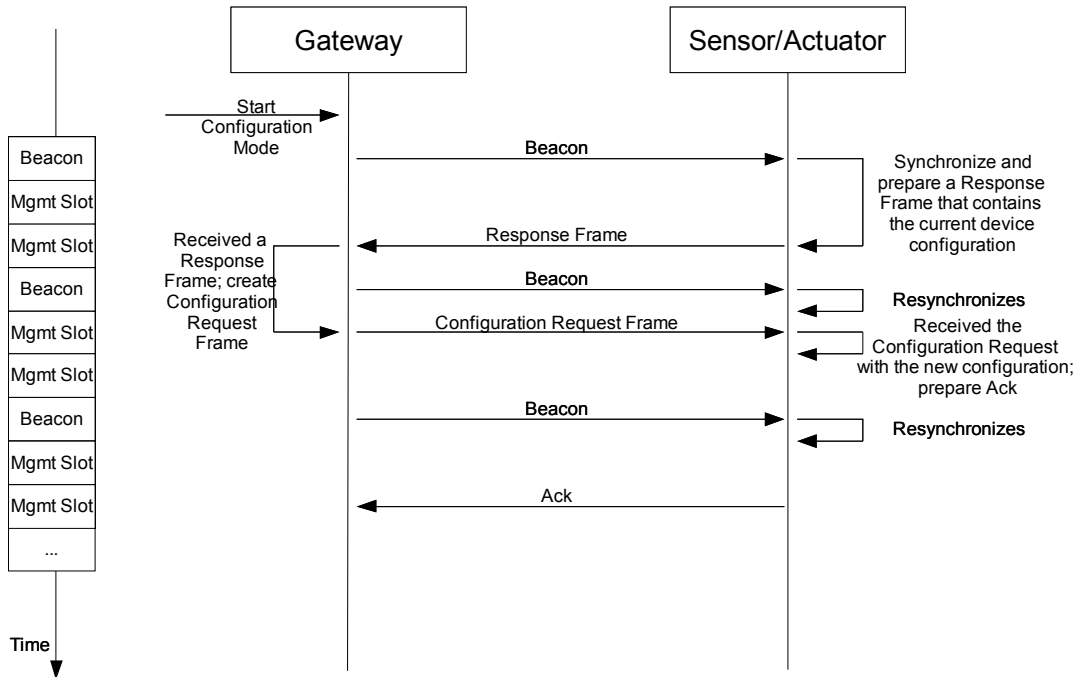 Gateway
Sensor/Actuator
Start
Configuration
Mode
Beacon
Beacon
Synchronize and
prepare a Response
Frame that contains
the current device
configuration
Mgmt Slot
Mgmt Slot
Response Frame
Received a
Response
Frame; create
Configuration
Request
Frame
Beacon
Beacon
Resynchronizes
Mgmt Slot
Configuration Request Frame
Received the
Configuration Request
with the new configuration;
prepare Ack
Mgmt Slot
Beacon
Beacon
Resynchronizes
Mgmt Slot
Mgmt Slot
Ack
...
Time